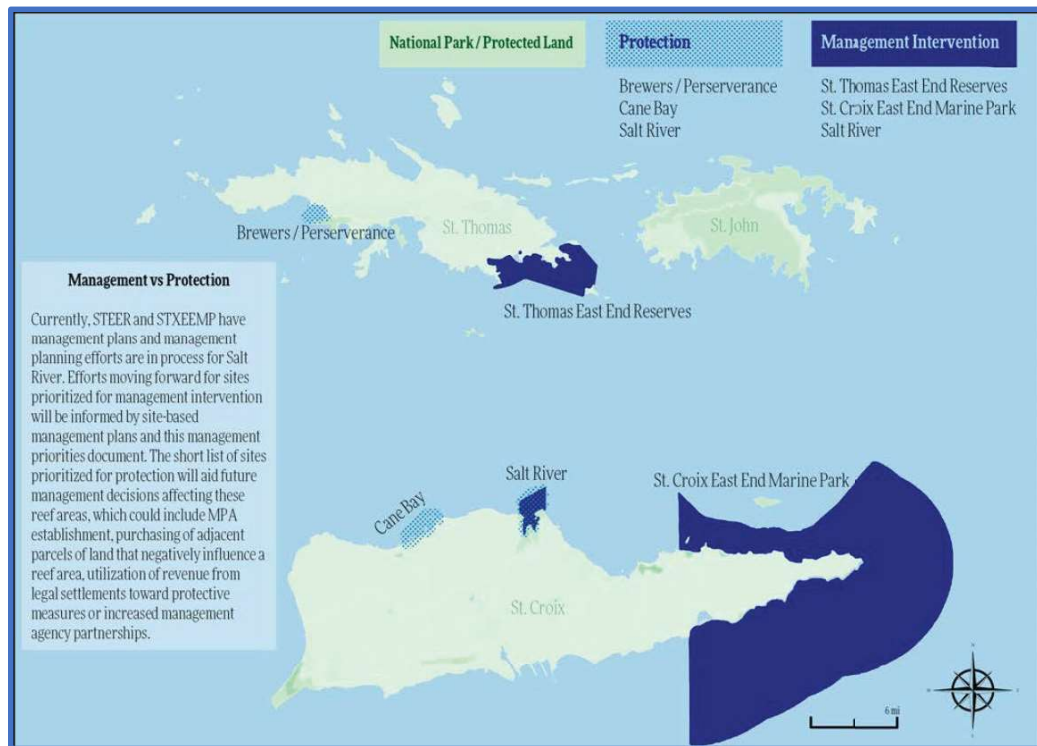 National Park / Protected Land
Protection
Management Intervention
Brewers / Perserverance
Cane Bay
Salt River
St. Thomas East End Reserves
St. Croix East End Marine Park
Salt River
St. Thomas
St. John
Brewers / Perserverance
St. Thomas East End Reserves
Management vs Protection
Currently, STEER and STXEEMP have
management plans and management
planning efforts are in process for Salt
River. Efforts moving forward for sites
prioritized for management intervention
will be informed by site-based
management plans and this management
priorities document. The short list of sites
prioritized for protection will aid future
management decisions affecting these
reef areas, which could include MPA
establishment, purchasing of adjacent
parcels of land that negatively influence a
reef area, utilization of revenue from
legal settlements toward protective
measures or increased management
agency partnerships.
Salt River
St. Croix East End Marine Park
Cane Bay
St. Croix
6 mi